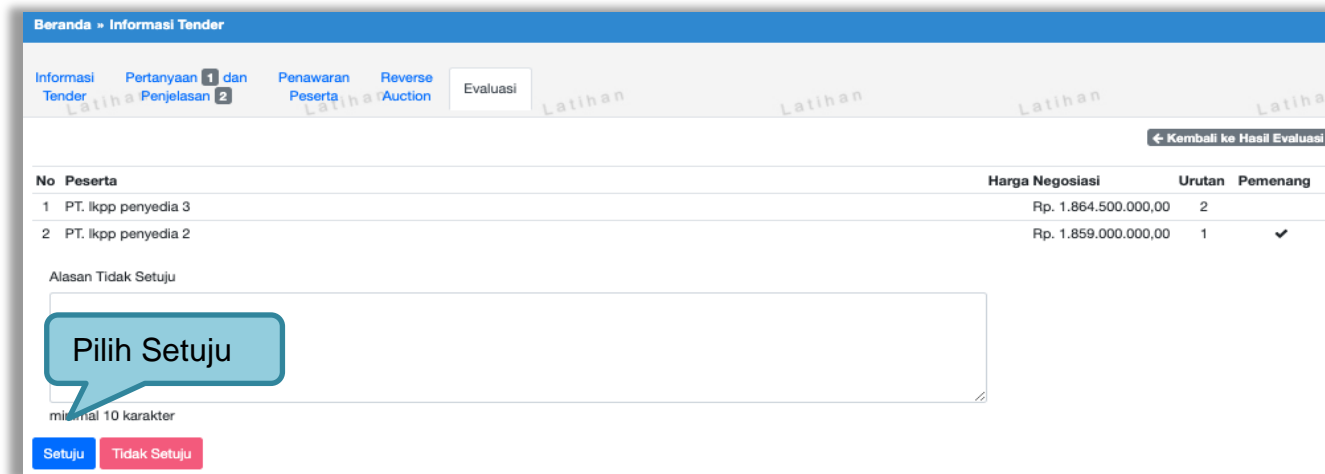 Beranda » Informasi Tender
Informasi Tender
Pertanyaan 1 dan Penjelasan 2
Penawaran Peserta
Reverse Auction
Evaluasi
Latihan Latihan Latihan Latihan Latihan
← Kembali ke Hasil Evaluasi
No Peserta Harga Negosiasi Urutan Pemenang
1 PT. lkpp penyedia 3 Rp. 1.864.500.000,00 2
2 PT. lkpp penyedia 2 Rp. 1.859.000.000,00 1 ✔
Alasan Tidak Setuju
Pilih Setuju
minimal 10 karakter
Setuju Tidak Setuju